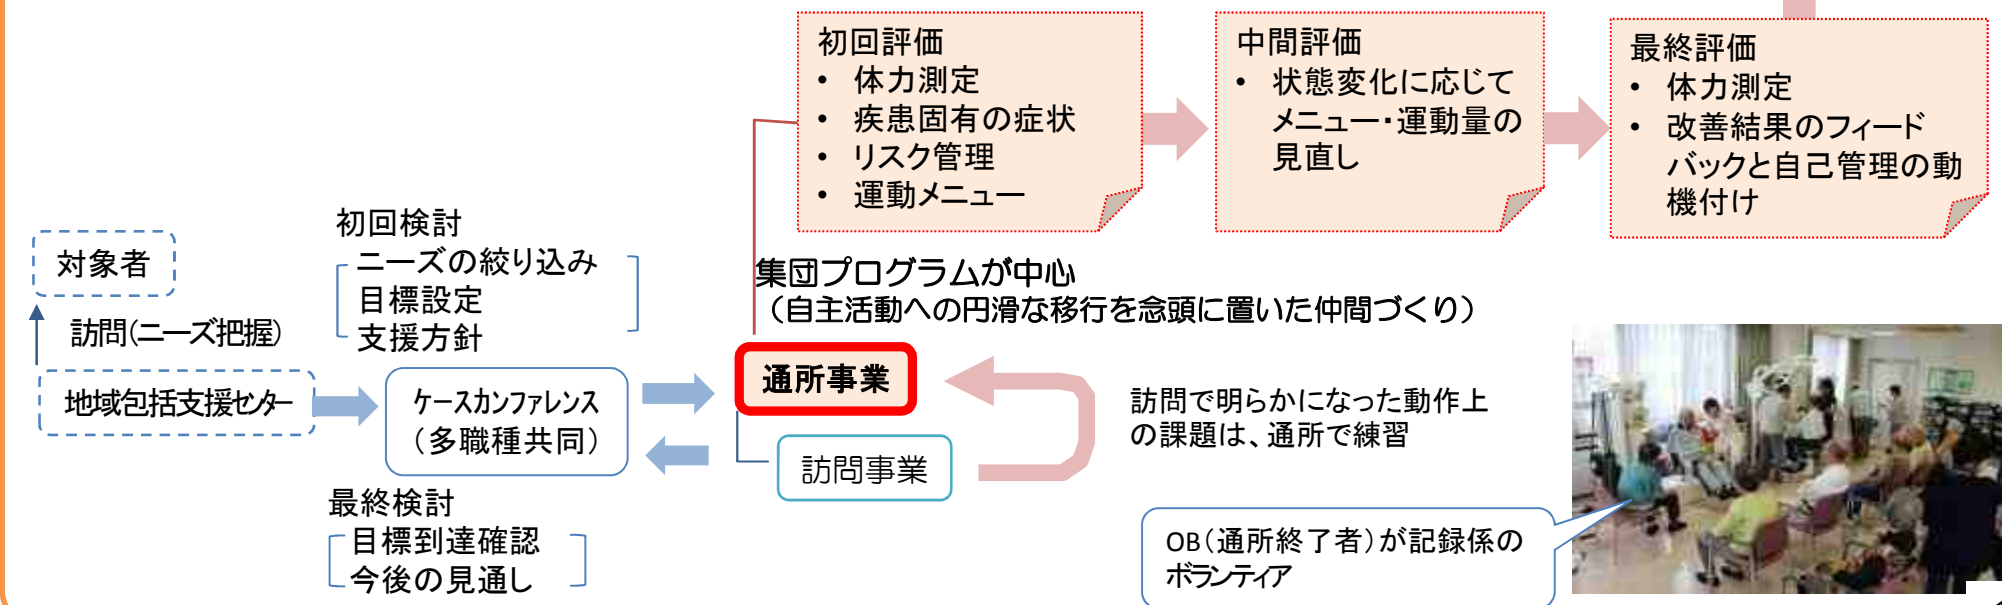 初回評価
• 体力測定
• 疾患固有の症状
• リスク管理
• 運動メニュー
中間評価
• 状態変化に応じて
メニュー・運動量の
見直し
最終評価
• 体力測定
• 改善結果のフィード
バックと自己管理の動
機付け
対象者
訪問(ニーズ把握)
地域包括支援センター
初回検討
ニーズの絞り込み
目標設定
支援方針
ケースカンファレンス
（多職種共同）
最終検討
目標到達確認
今後の見通し
集団プログラムが中心
（自主活動への円滑な移行を念頭に置いた仲間づくり）
通所事業
訪問事業
訪問で明らかになった動作上
の課題は、通所で練習
OB（通所終了者）が記録係の
ボランティア